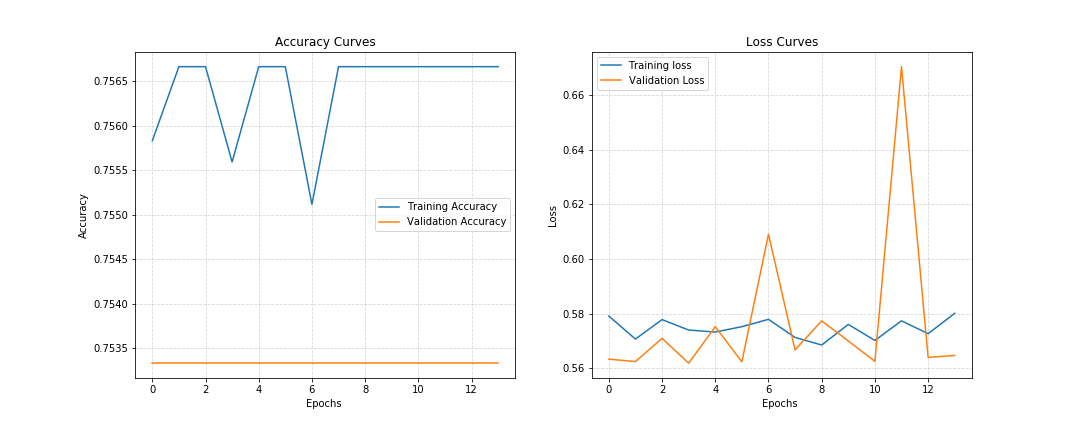 Accuracy Curves
0.7565
0.7560
0.7555
0.7550
0.7545
0.7540
0.7535
Accuracy
Training Accuracy
Validation Accuracy
0 2 4 6 8 10 12
Epochs
Loss Curves
Training loss
Validation Loss
0.66
0.64
0.62
0.60
0.58
0.56
Loss
0 2 4 6 8 10 12
Epochs